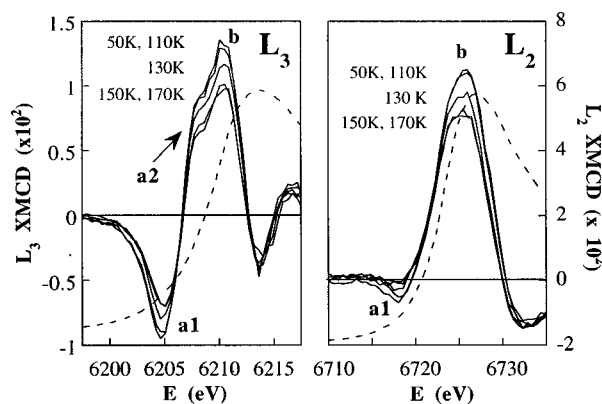 L3
b
50K, 110K
130K
150K, 170K
a2
a1
1.5
1
0.5
0
-0.5
-1
L3 XMCD (x10²)
6200 6205 6210 6215
E (eV)
L2
b
50K, 110K
130 K
150K, 170K
a1
8
6
4
2
0
-2
L2 XMCD (x 10²)
6710 6720 6730
E (eV)